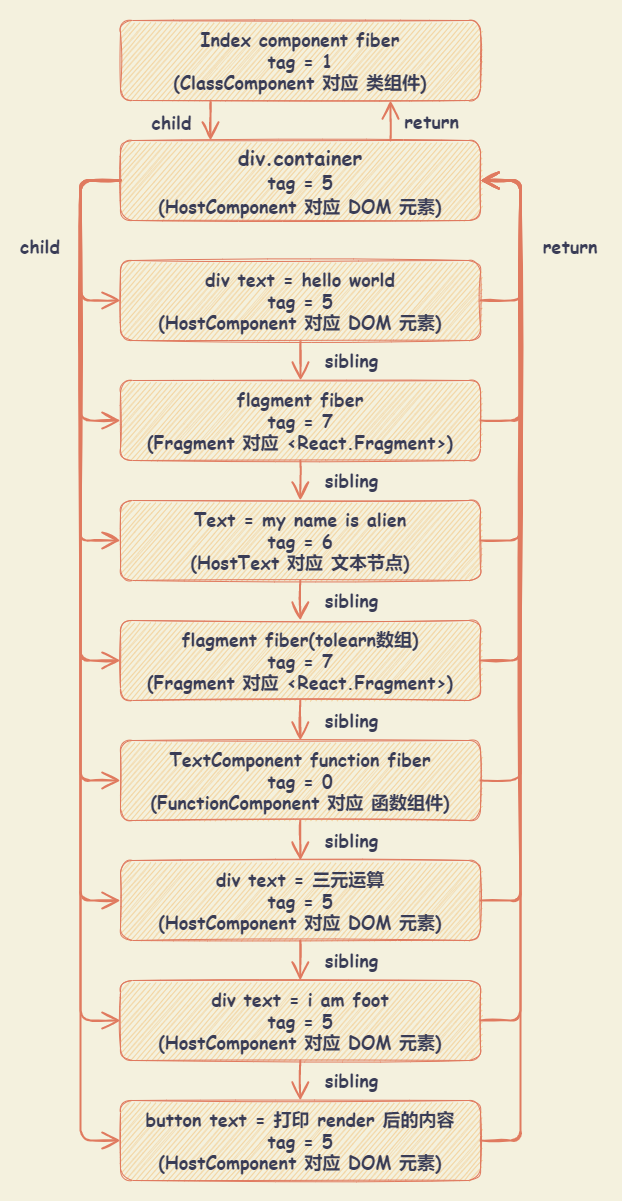 Index component fiber
tag = 1
(ClassComponent 对应 类组件)
child
return
div.container
tag = 5
(HostComponent 对应 DOM 元素)
child
return
div text = hello world
tag = 5
(HostComponent 对应 DOM 元素)
sibling
flagment fiber
tag = 7
(Fragment 对应 <React.Fragment>)
sibling
Text = my name is alien
tag = 6
(HostText 对应 文本节点)
sibling
flagment fiber(tolearn数组)
tag = 7
(Fragment 对应 <React.Fragment>)
sibling
TextComponent function fiber
tag = 0
(FunctionComponent 对应 函数组件)
sibling
div text = 三元运算
tag = 5
(HostComponent 对应 DOM 元素)
sibling
div text = i am foot
tag = 5
(HostComponent 对应 DOM 元素)
sibling
button text = 打印 render 后的内容
tag = 5
(HostComponent 对应 DOM 元素)